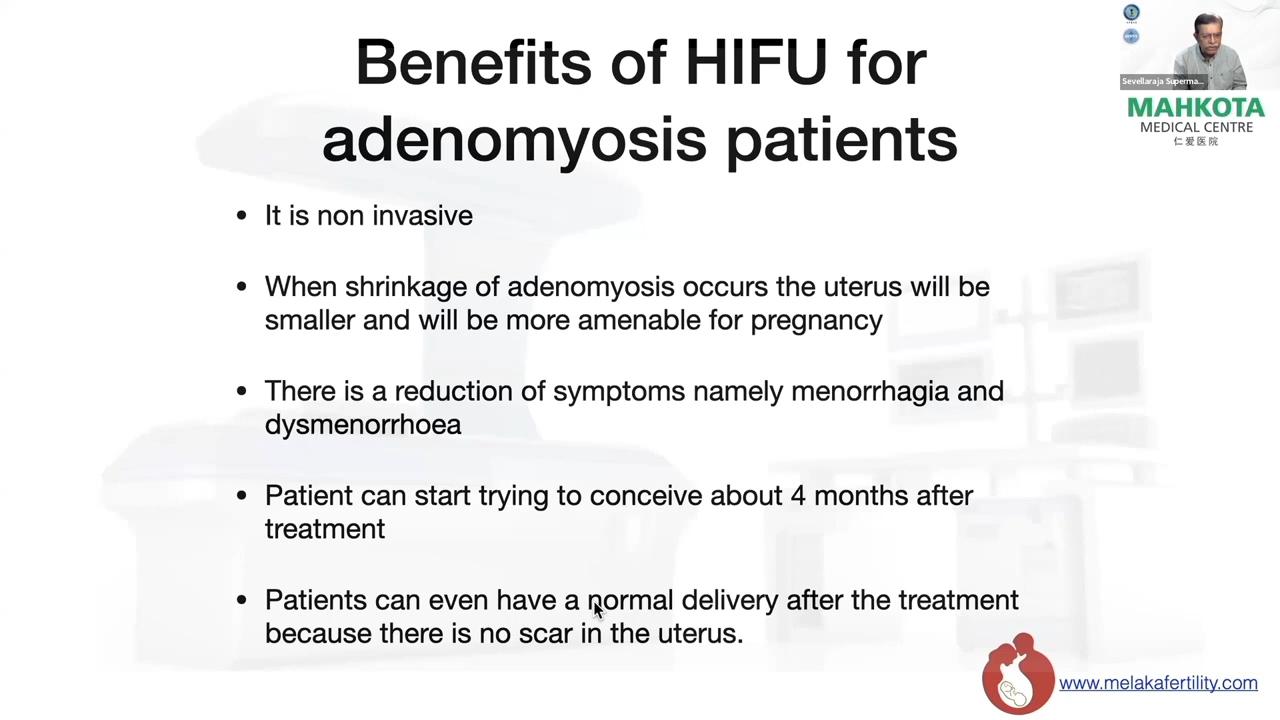 Benefits of HIFU for
adenomyosis patients
Sevellaraja Superma...
MAHKOTA
MEDICAL CENTRE
仁爱医院
• It is non invasive
• When shrinkage of adenomyosis occurs the uterus will be
smaller and will be more amenable for pregnancy
• There is a reduction of symptoms namely menorrhagia and
dysmenorrhoea
• Patient can start trying to conceive about 4 months after
treatment
• Patients can even have a normal delivery after the treatment
because there is no scar in the uterus.
www.melakafertility.com